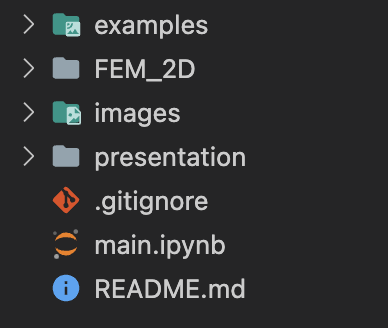 examples
FEM_2D
images
presentation
.gitignore
main.ipynb
README.md